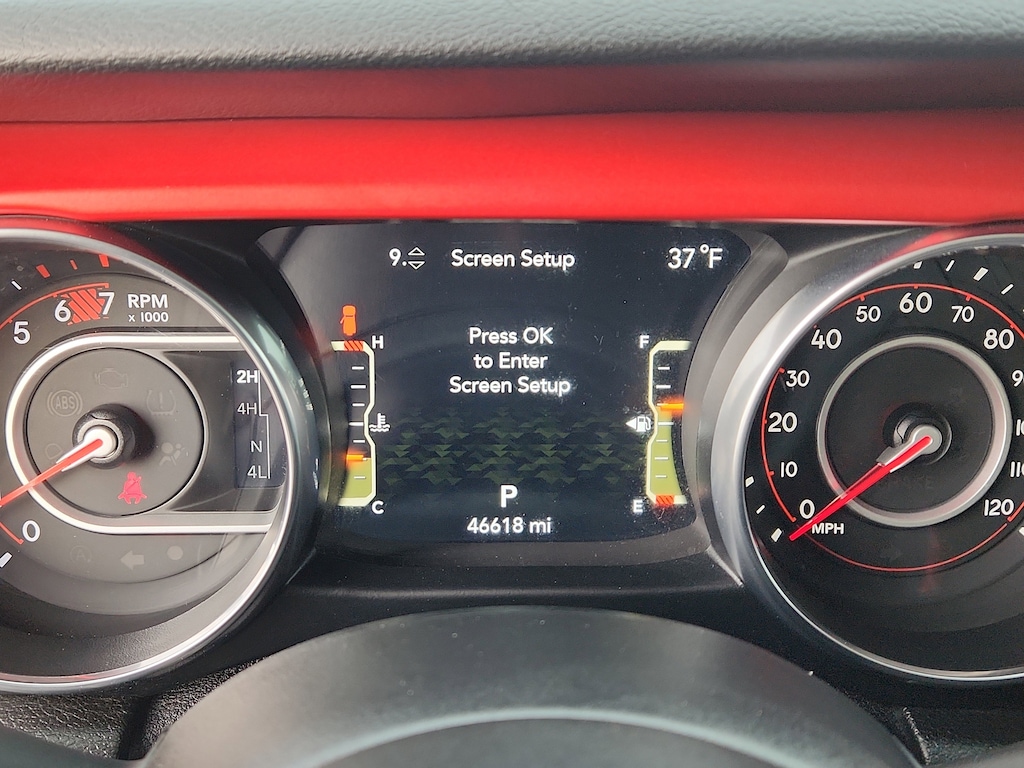 9. Screen Setup 37°F
Press OK
to Enter
Screen Setup
H
C
F
E
P
46618 mi
5 6 7
RPM
x 1000
0
ABS
2H
4H
N
4L
0 10 20 30 40 50 60 70 80
110
120
MPH